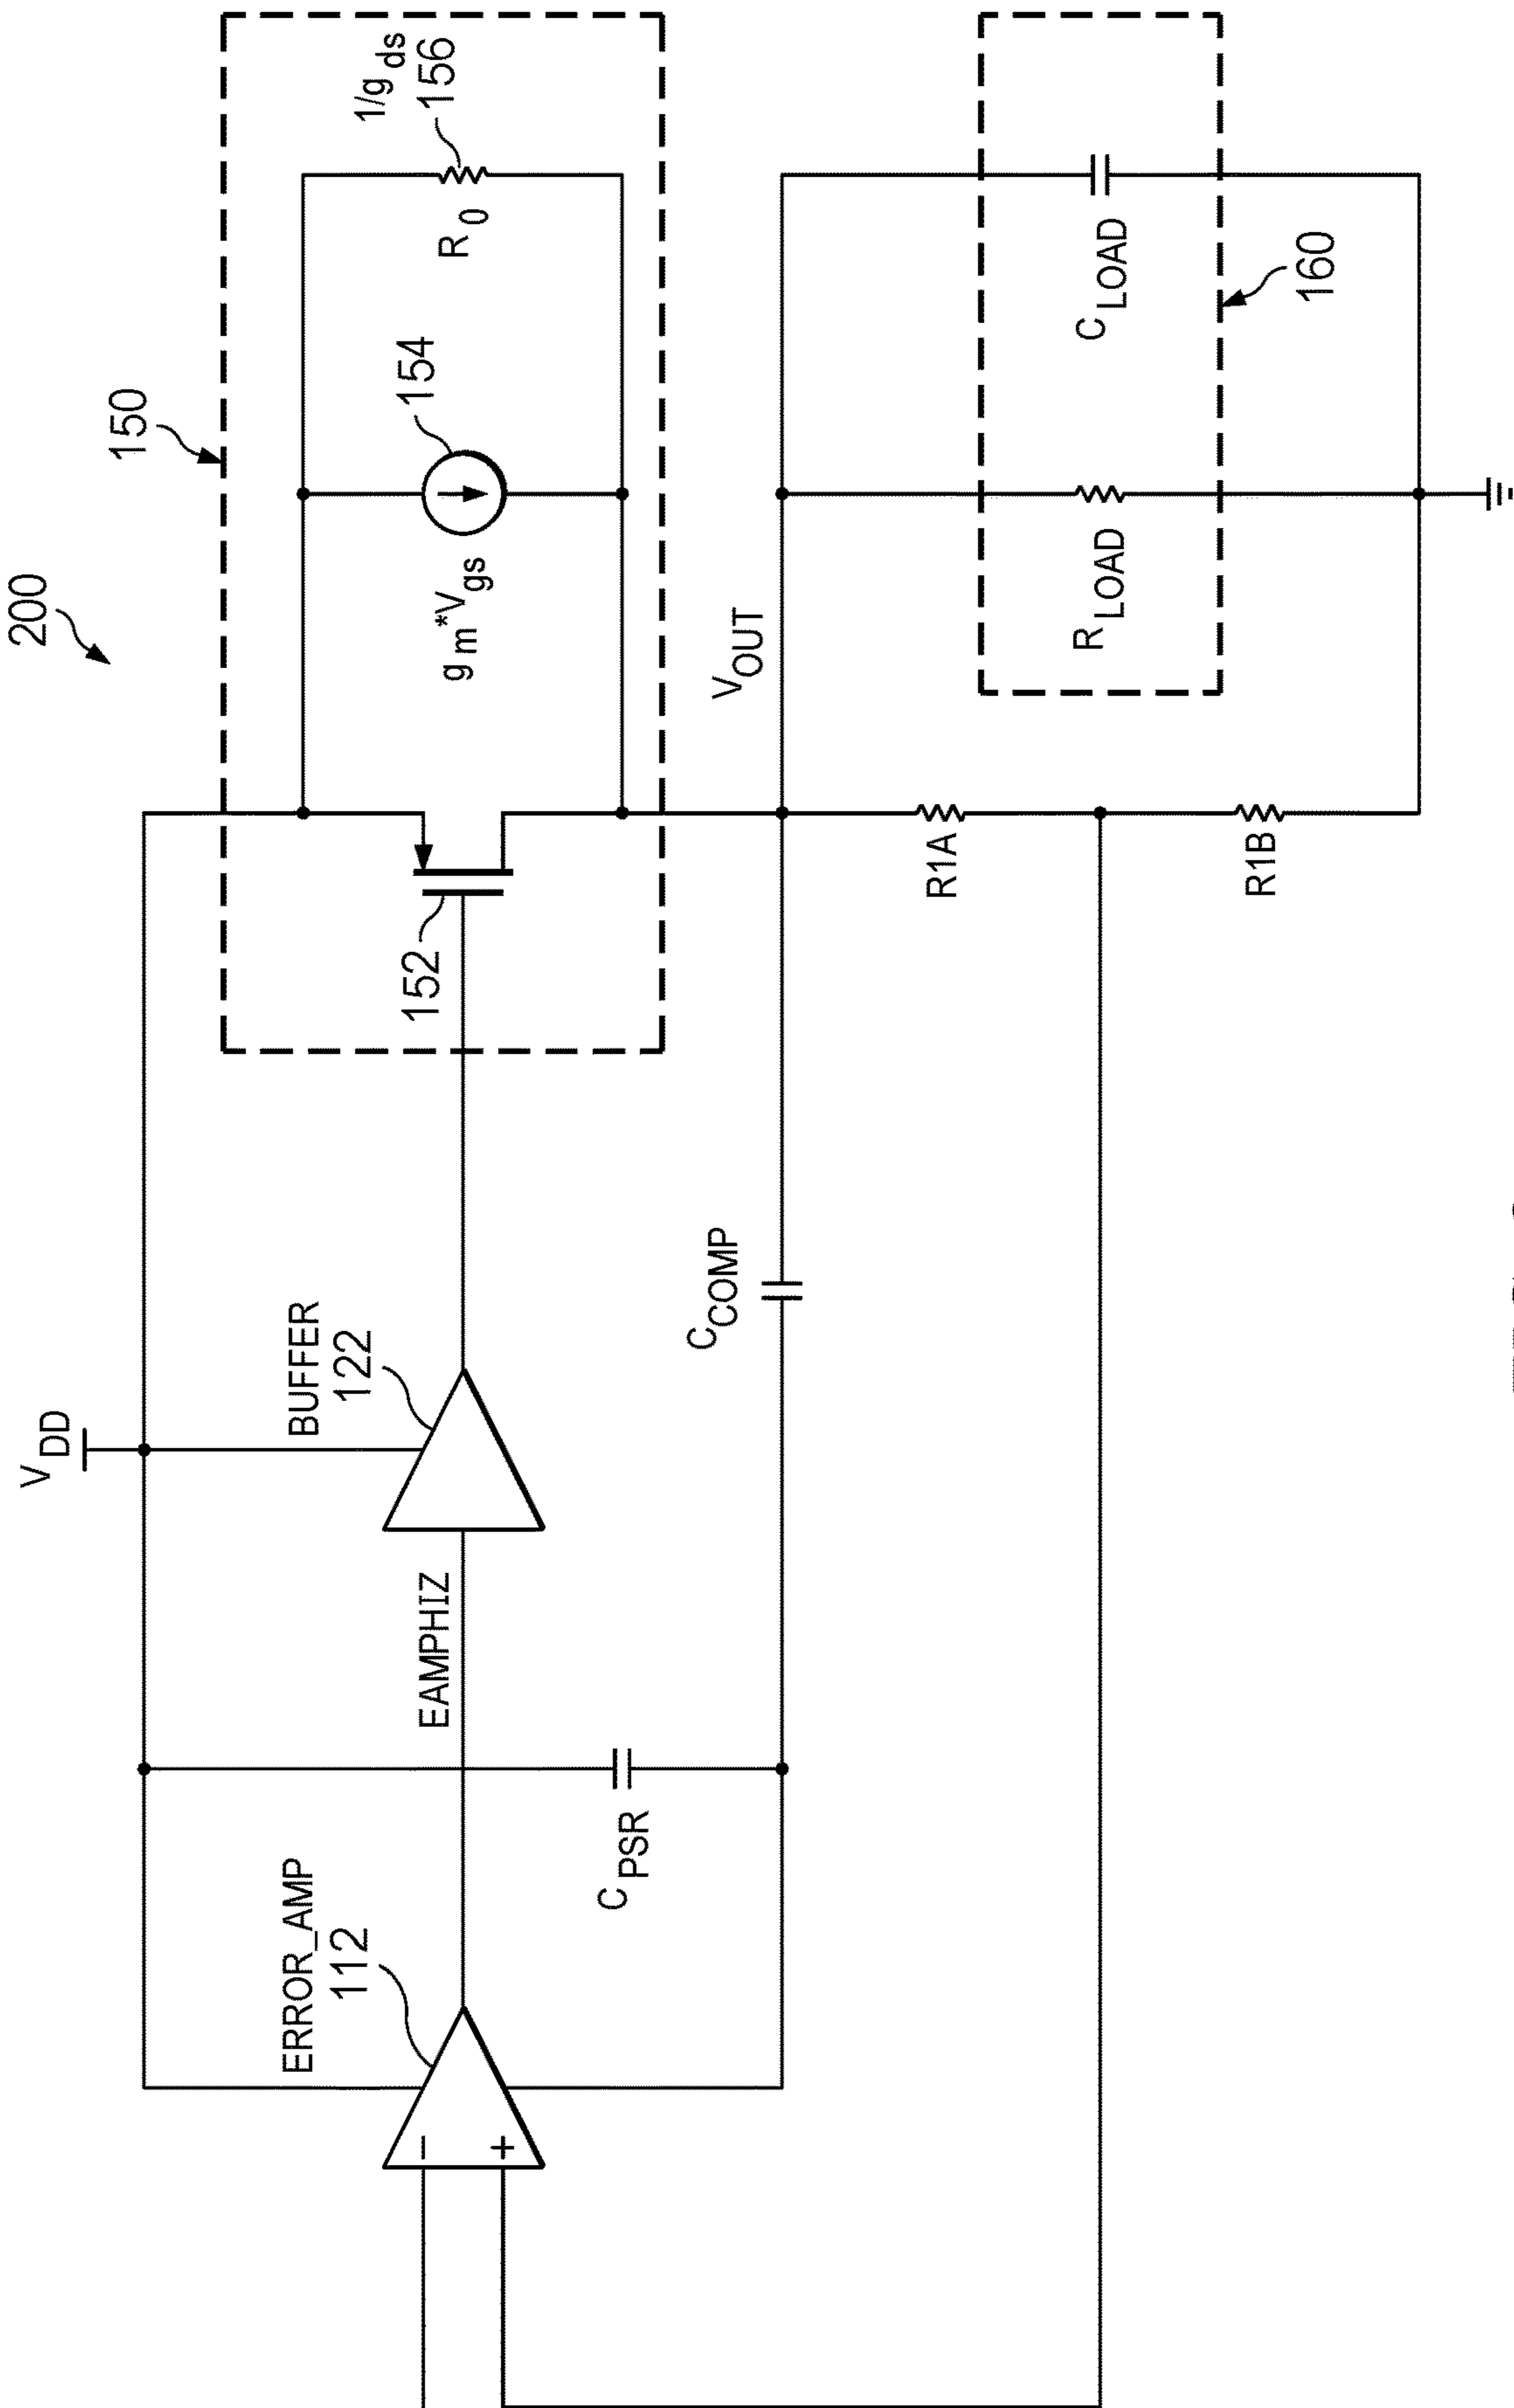 200
150
V DD
ERROR_AMP
112
EAMPHIZ
BUFFER
122
152
g m*V gs
154
R 0
1/g ds
156
C PSR
C COMP
V OUT
R1A
R1B
R LOAD
C LOAD
160
−
+